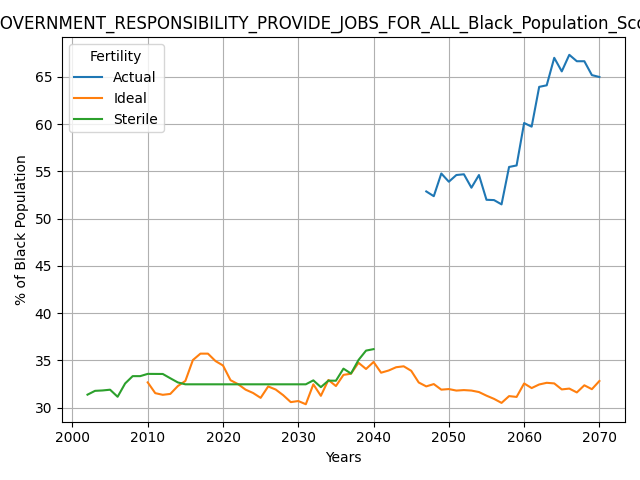 OVERNMENT_RESPONSIBILITY_PROVIDE_JOBS_FOR_ALL_Black_Population_Sc
Fertility
Actual
Ideal
Sterile
% of Black Population
65
60
55
50
45
40
35
30
2000 2010 2020 2030 2040 2050 2060 2070
Years